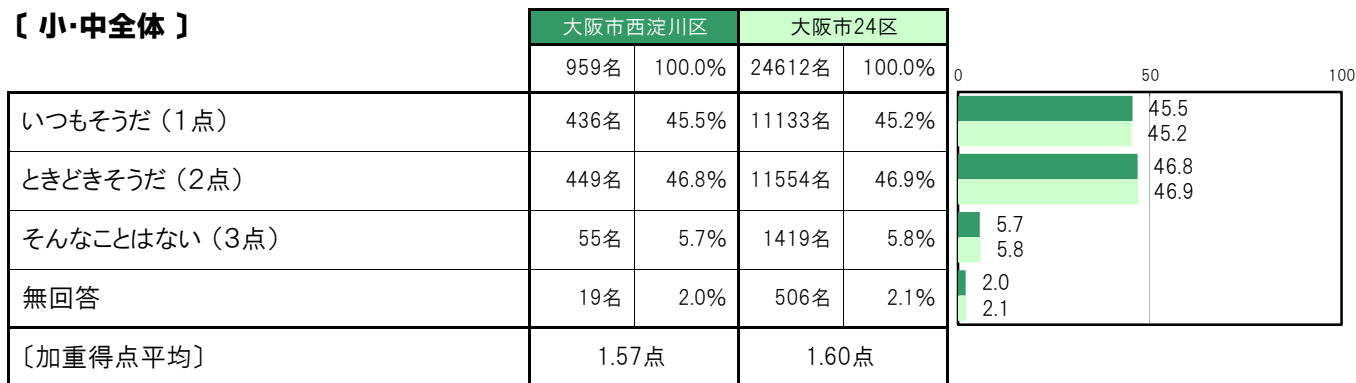 〔 小・中全体 〕
大阪市西淀川区 大阪市24区
959名 100.0% 24612名 100.0%
0 50 100
いつもそうだ（1点） 436名 45.5% 11133名 45.2% 45.5
45.2
ときどきそうだ（2点） 449名 46.8% 11554名 46.9% 46.8
46.9
そんなことはない（3点） 55名 5.7% 1419名 5.8% 5.7
5.8
無回答 19名 2.0% 506名 2.1% 2.0
2.1
〔加重得点平均〕 1.57点 1.60点